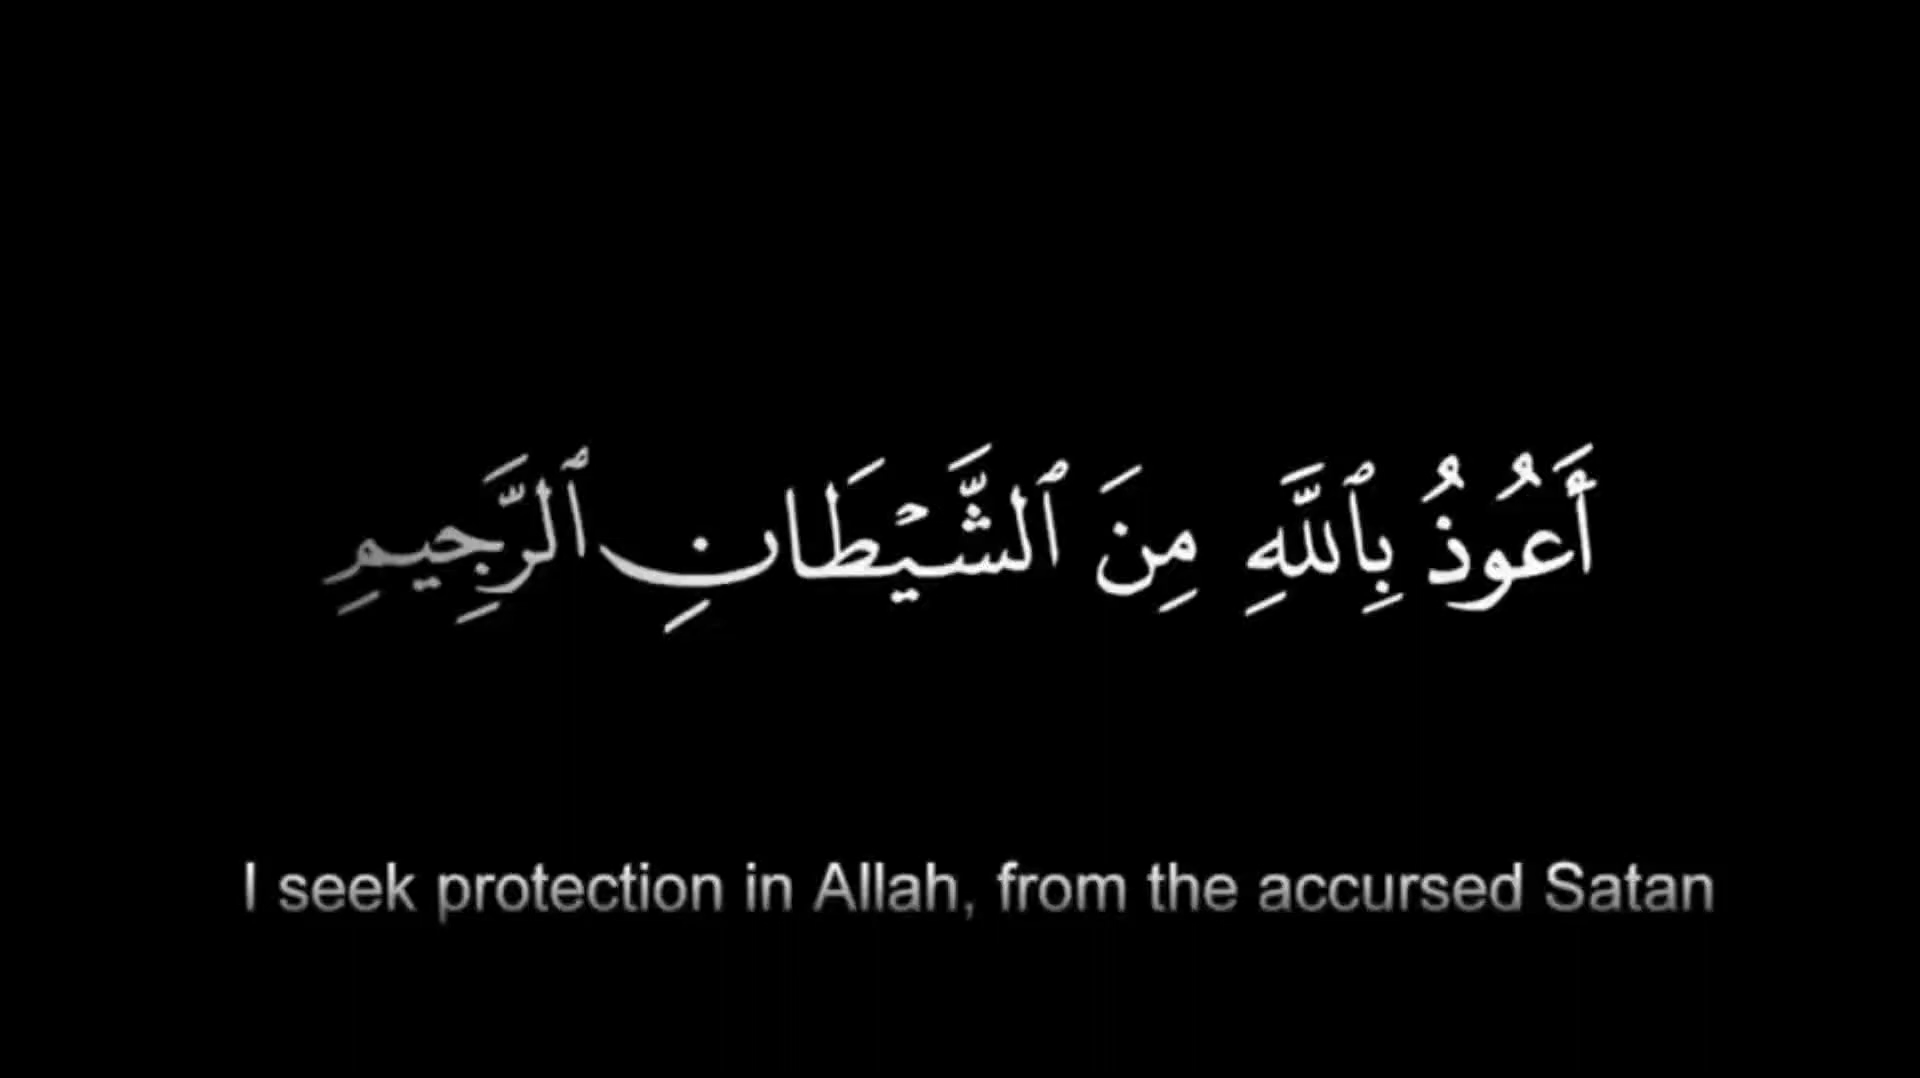 أَعُوذُ بِٱللَّهِ مِنَ ٱلشَّيۡطَانِ ٱلرَّجِيمِ
I seek protection in Allah, from the accursed Satan